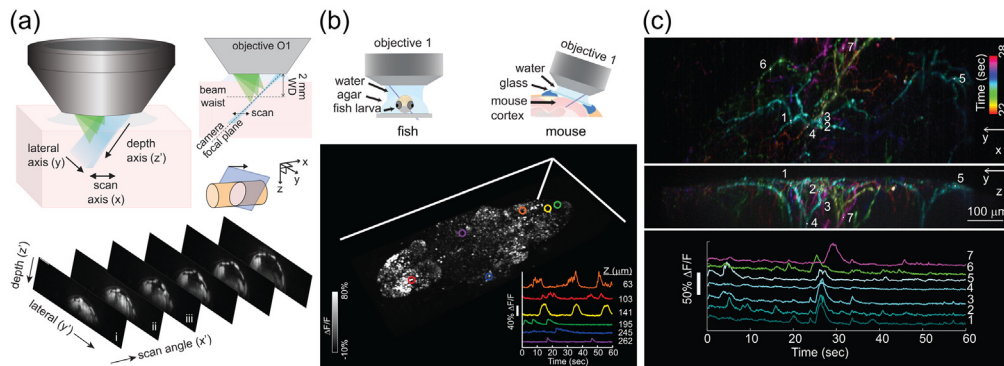 (a)
objective O1
2 mm
WD
beam
waist
scan
camera
focal plane
lateral
axis (y)
depth
axis (z')
scan
axis (x)
x
y
z
depth (z')
lateral (y')
i
ii
iii
scan angle (x')
(b)
objective 1
water
agar
fish larva
fish
objective 1
water
glass
mouse
cortex
mouse
80%
ΔF/F
-10%
Z (µm)
63
103
141
195
245
262
40% ΔF/F
0 10 20 30 40 50 60
Time (sec)
(c)
7
6
5
1
3
2
4
28
Time (sec)
22
y
x
1
2
3
4
7
5
y
z
100 µm
50% ΔF/F
7
6
5
4
3
2
1
0 20 40 60
Time (sec)